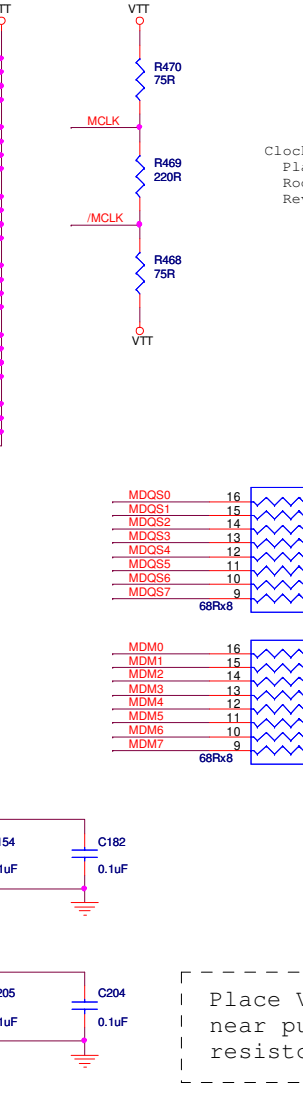 VTT
R470
75R
MCLK
R469
220R
/MCLK
R468
75R
VTT
MDQS0 16
MDQS1 15
MDQS2 14
MDQS3 13
MDQS4 12
MDQS5 11
MDQS6 10
MDQS7 9
68Rx8
MDM0 16
MDM1 15
MDM2 14
MDM3 13
MDM4 12
MDM5 11
MDM6 10
MDM7 9
68Rx8
C182
0.1uF
C204
0.1uF
Place
near